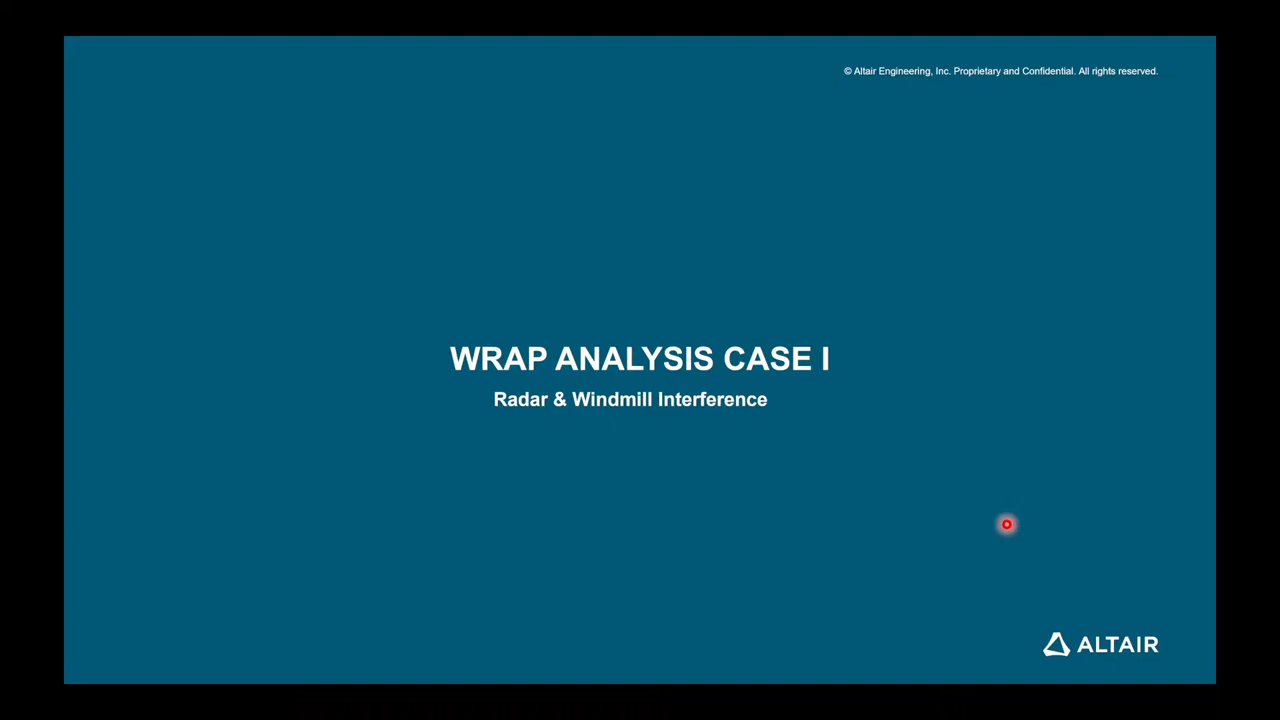 © Altair Engineering, Inc. Proprietary and Confidential. All rights reserved.
WRAP ANALYSIS CASE I
Radar & Windmill Interference
ALTAIR